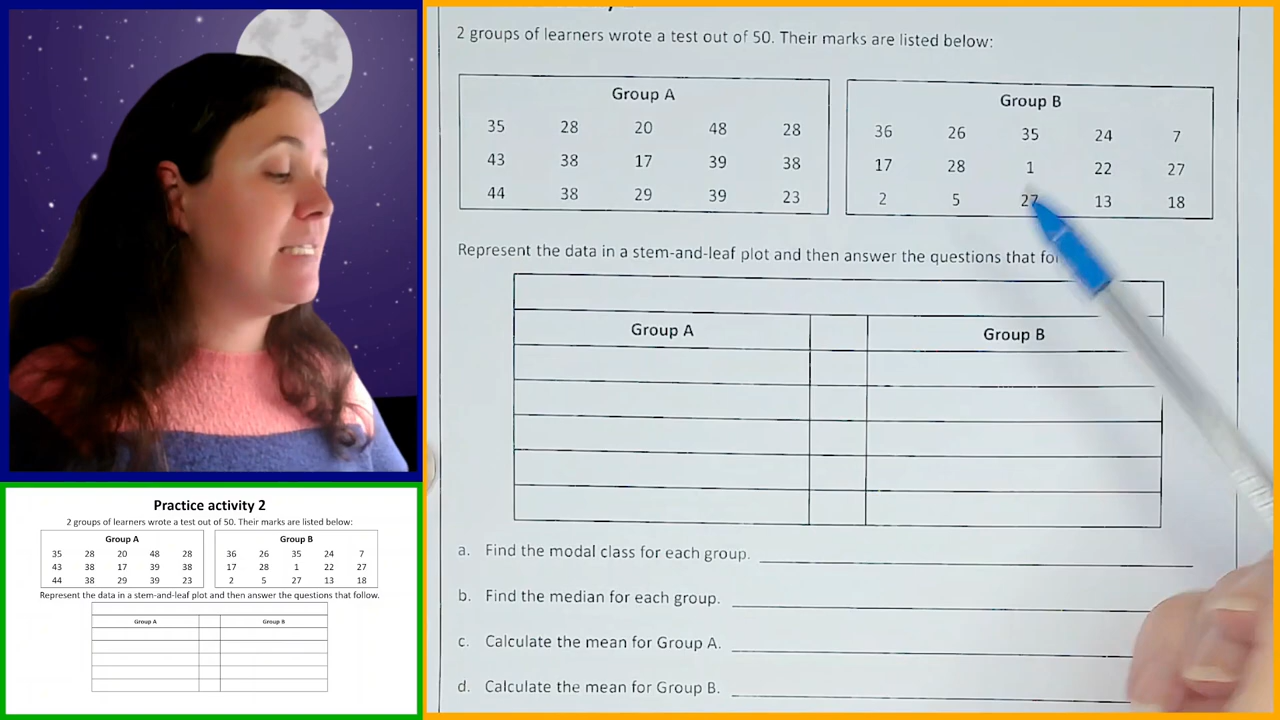 2 groups of learners wrote a test out of 50. Their marks are listed below:
Group A
35 28 20 48 28
43 38 17 39 38
44 38 29 39 23
Group B
36 26 35 24 7
17 28 1 22 27
2 5 27 13 18
Represent the data in a stem-and-leaf plot and then answer the questions that
Group A Group B
a. Find the modal class for each group.
b. Find the median for each group.
c. Calculate the mean for Group A.
d. Calculate the mean for Group B.
Practice activity 2
2 groups of learners wrote a test out of 50. Their marks are listed below:
Group A
35 28 20 48 28
43 38 17 39 38
44 38 29 39 23
Group B
36 26 35 24 7
17 28 1 22 27
2 5 27 13 18
Represent the data in a stem-and-leaf plot and then answer the questions that follow.
Group A Group B